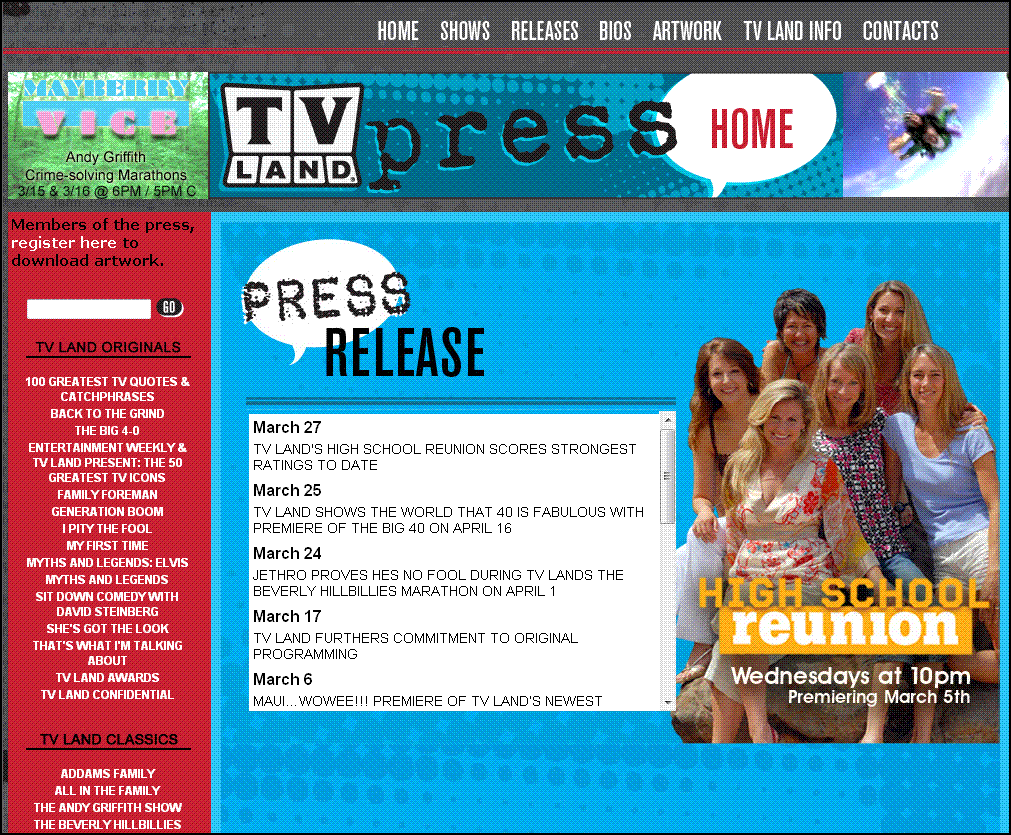 HOME SHOWS RELEASES BIOS ARTWORK TV LAND INFO CONTACTS
MAYBERRY
VICE
Andy Griffith
Crime-solving Marathons
3/15 & 3/16 @ 6PM / 5PM C
TV
LAND
press
HOME
Members of the press,
register here to
download artwork.
GO
TV LAND ORIGINALS
100 GREATEST TV QUOTES &
CATCHPHRASES
BACK TO THE GRIND
THE BIG 4-0
ENTERTAINMENT WEEKLY &
TV LAND PRESENT: THE 50
GREATEST TV ICONS
FAMILY FOREMAN
GENERATION BOOM
I PITY THE FOOL
MY FIRST TIME
MYTHS AND LEGENDS: ELVIS
MYTHS AND LEGENDS
SIT DOWN COMEDY WITH
DAVID STEINBERG
SHE'S GOT THE LOOK
THAT'S WHAT I'M TALKING
ABOUT
TV LAND AWARDS
TV LAND CONFIDENTIAL
TV LAND CLASSICS
ADDAMS FAMILY
ALL IN THE FAMILY
THE ANDY GRIFFITH SHOW
THE BEVERLY HILLBILLIES
PRESS
RELEASE
March 27
TV LAND'S HIGH SCHOOL REUNION SCORES STRONGEST
RATINGS TO DATE
March 25
TV LAND SHOWS THE WORLD THAT 40 IS FABULOUS WITH
PREMIERE OF THE BIG 40 ON APRIL 16
March 24
JETHRO PROVES HES NO FOOL DURING TV LANDS THE
BEVERLY HILLBILLIES MARATHON ON APRIL 1
March 17
TV LAND FURTHERS COMMITMENT TO ORIGINAL
PROGRAMMING
March 6
MAUI...WOWEE!!! PREMIERE OF TV LAND'S NEWEST
HIGH SCHOOL
reunion
Wednesdays at 10pm
Premiering March 5th